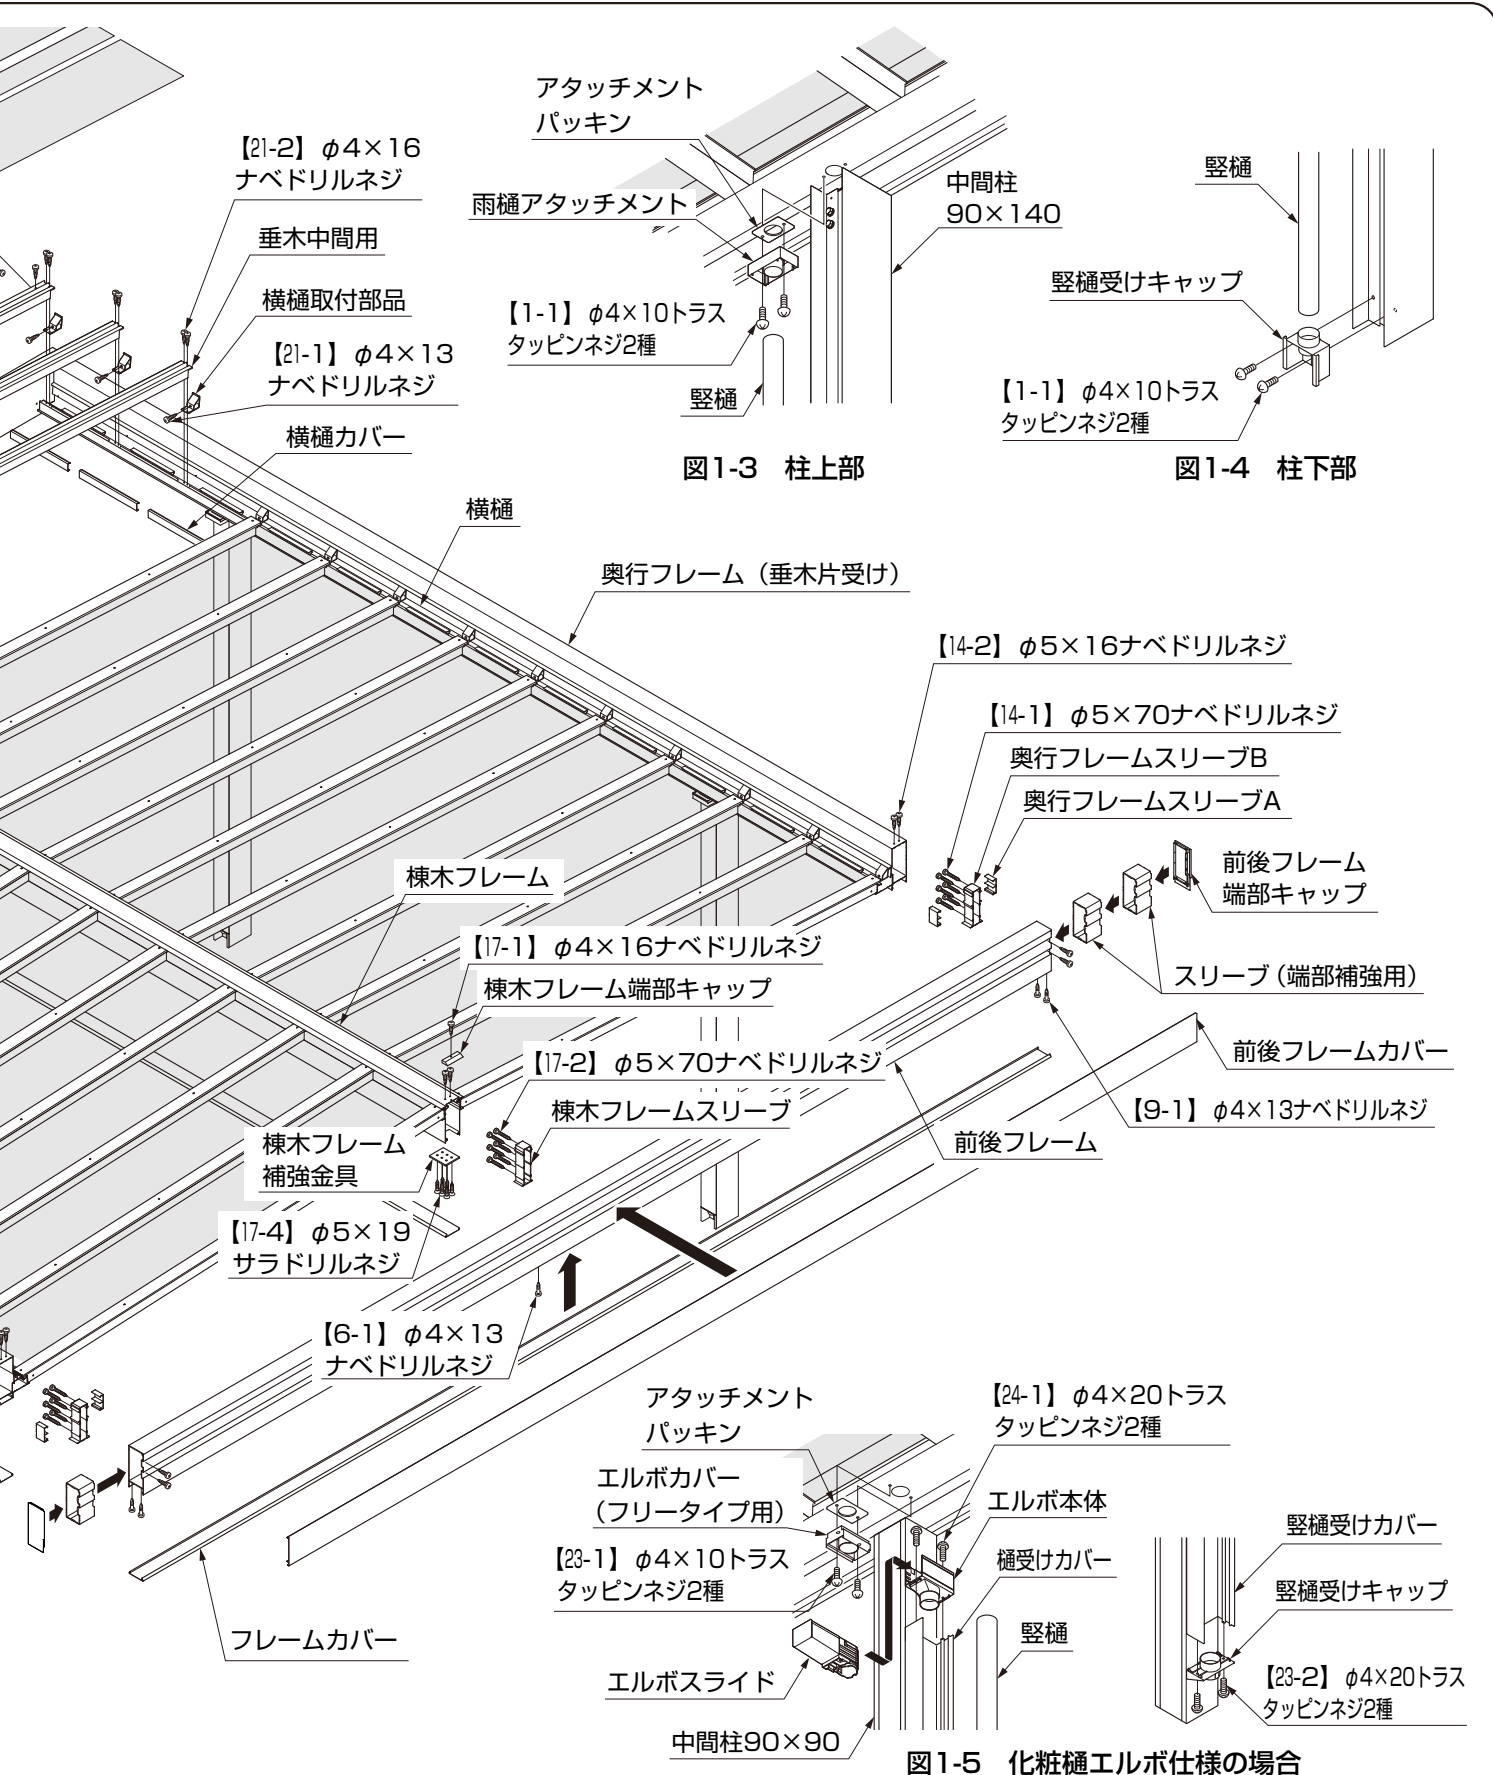 アタッチメント
パッキン
【21-2】φ4×16
ナベドリルネジ
雨樋アタッチメント
中間柱
90×140
竪樋
垂木中間用
竪樋受けキャップ
横樋取付部品
【1-1】φ4×10トラス
タッピンネジ2種
【21-1】φ4×13
ナベドリルネジ
竪樋
【1-1】φ4×10トラス
タッピンネジ2種
横樋カバー
図1-3 柱上部
図1-4 柱下部
横樋
奥行フレーム（垂木片受け）
【14-2】φ5×16ナベドリルネジ
【14-1】φ5×70ナベドリルネジ
奥行フレームスリーブB
奥行フレームスリーブA
前後フレーム
端部キャップ
棟木フレーム
【17-1】φ4×16ナベドリルネジ
棟木フレーム端部キャップ
スリーブ（端部補強用）
【17-2】φ5×70ナベドリルネジ
前後フレームカバー
棟木フレームスリーブ
【9-1】φ4×13ナベドリルネジ
棟木フレーム
補強金具
前後フレーム
【17-4】φ5×19
サラドリルネジ
【6-1】φ4×13
ナベドリルネジ
アタッチメント
パッキン
【24-1】φ4×20トラス
タッピンネジ2種
エルボカバー
（フリータイプ用）
エルボ本体
竪樋受けカバー
【23-1】φ4×10トラス
タッピンネジ2種
樋受けカバー
竪樋受けキャップ
フレームカバー
竪樋
エルボスライド
【23-2】φ4×20トラス
タッピンネジ2種
中間柱90×90
図1-5 化粧樋エルボ仕様の場合